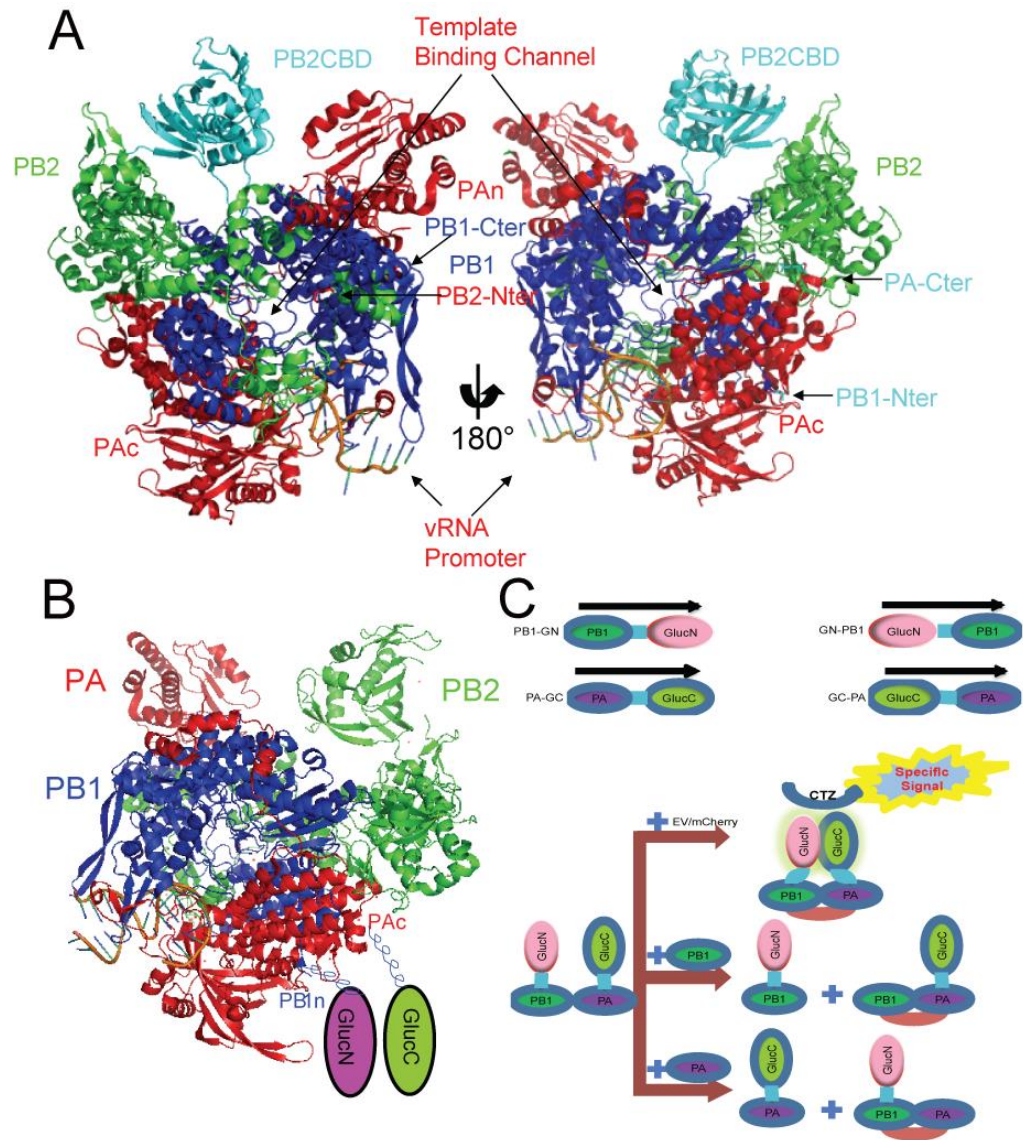 A
Template
Binding Channel
PB2CBD
PB2CBD
PB2
PB2
PAn
PB1-Cter
PB1
PB2-Nter
PA-Cter
PB1-Nter
PAc
PAc
180°
vRNA
Promoter
B
PA
PB2
PB1
PAc
PB1n
GlucN
GlucC
C
PB1-GN PB1 GlucN
GN-PB1 GlucN PB1
PA-GC PA GlucC
GC-PA GlucC PA
Specific
Signal
CTZ
+ EV/mCherry
GlucN GlucC
PB1 PA
GlucN GlucC
PB1 PA
+ PB1
GlucN
PB1
+
GlucC
PB1 PA
+ PA
GlucC
PA
+
GlucN
PB1 PA